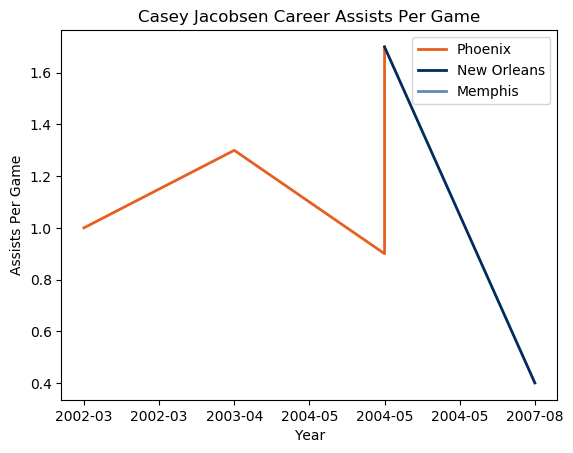 Casey Jacobsen Career Assists Per Game
Phoenix
New Orleans
Memphis
Assists Per Game
1.6
1.4
1.2
1.0
0.8
0.6
0.4
2002-03 2002-03 2003-04 2004-05 2004-05 2004-05 2007-08
Year